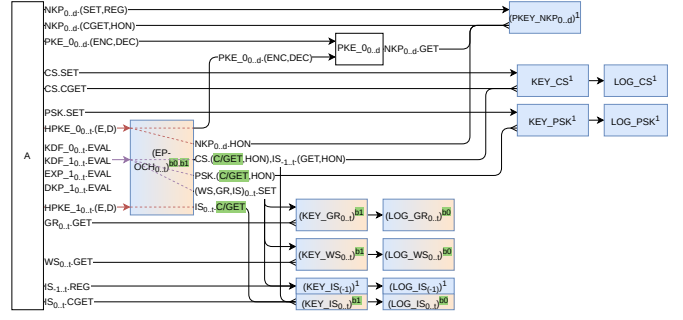 NKP₀..d.(SET,REG)
NKP₀..d.(CGET,HON)
(PKEY_NKP₀..d)¹
PKE_0₀..d.(ENC,DEC)
PKE_0₀..d
NKP₀..d.GET
PKE_0₀..d.(ENC,DEC)
CS.SET
CS.CGET
KEY_CS¹
LOG_CS¹
PSK.SET
KEY_PSK¹
LOG_PSK¹
HPKE_0₀..t.(E,D)
A
KDF_0₀..t.EVAL
KDF_1₀..t.EVAL
EXP_1₀..t.EVAL
DKP_1₀..t.EVAL
(EP-
OCH₀..t)ᵇ⁰,ᵇ¹
NKP₀..d.HON
CS.(C/GET,HON),IS₋₁..t.(GET,HON)
PSK.(C/GET,HON)
(WS,GR,IS)₀..t.SET
HPKE_1₀..t.(E,D)
IS₀..t.C/GET
GR₀..t.GET
(KEY_GR₀..t)ᵇ¹
(LOG_GR₀..t)ᵇ⁰
WS₀..t.GET
(KEY_WS₀..t)ᵇ¹
(LOG_WS₀..t)ᵇ⁰
IS₋₁..t.REG
(KEY_IS₍₋₁₎)¹
(LOG_IS₍₋₁₎)¹
IS₀..t.CGET
(KEY_IS₀..t)ᵇ¹
(LOG_IS₀..t)ᵇ⁰